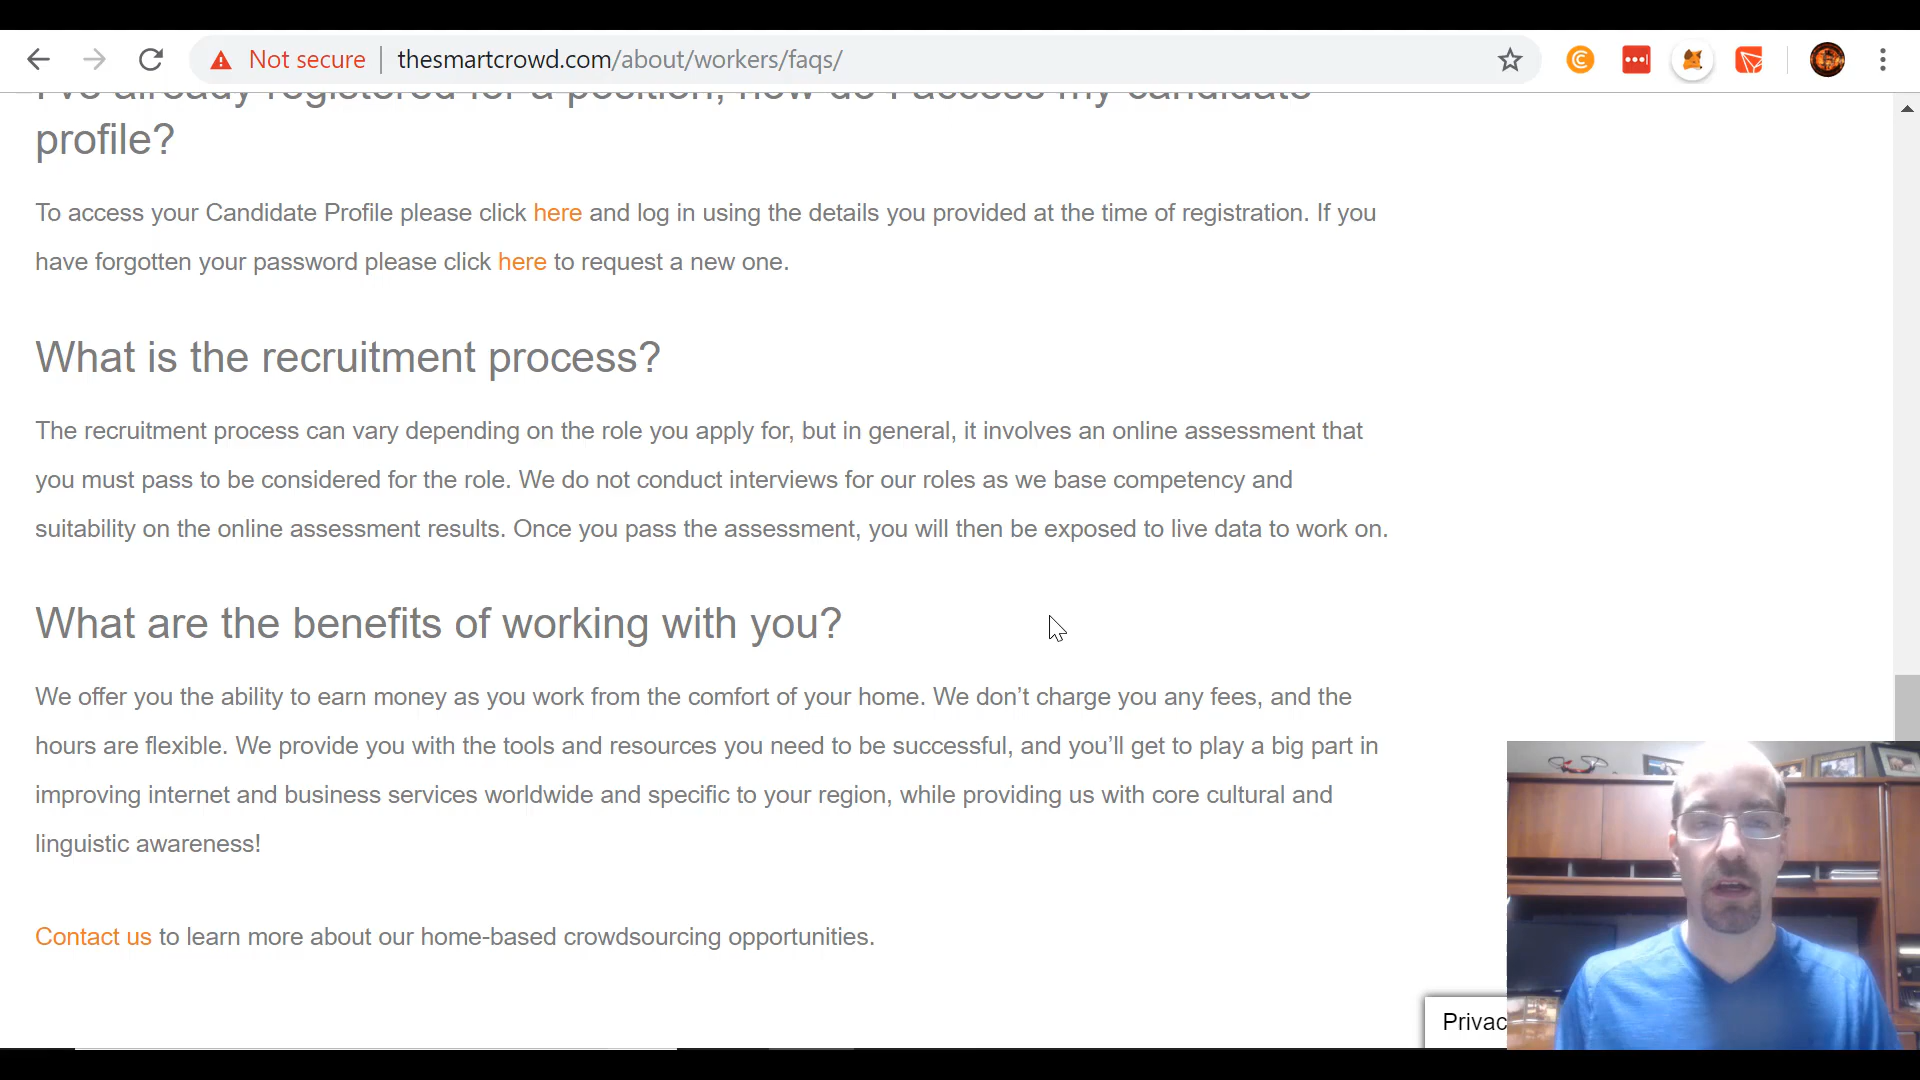 Not secure
thesmartcrowd.com/about/workers/faqs/
I've already registered for a position, how do I access my candidate
profile?
To access your Candidate Profile please click here and log in using the details you provided at the time of registration. If you
have forgotten your password please click here to request a new one.
What is the recruitment process?
The recruitment process can vary depending on the role you apply for, but in general, it involves an online assessment that
you must pass to be considered for the role. We do not conduct interviews for our roles as we base competency and
suitability on the online assessment results. Once you pass the assessment, you will then be exposed to live data to work on.
What are the benefits of working with you?
We offer you the ability to earn money as you work from the comfort of your home. We don’t charge you any fees, and the
hours are flexible. We provide you with the tools and resources you need to be successful, and you’ll get to play a big part in
improving internet and business services worldwide and specific to your region, while providing us with core cultural and
linguistic awareness!
Contact us to learn more about our home-based crowdsourcing opportunities.
Privac